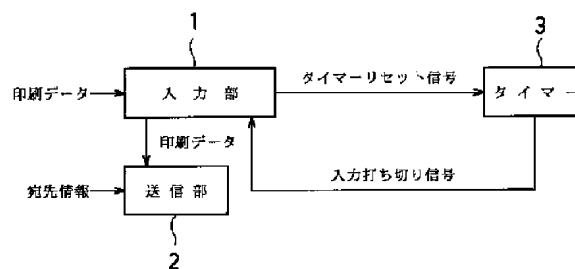 1
3
印刷データ
入力部
タイマーリセット信号
タイマー
印刷データ
入力打ち切り信号
宛先情報
送信部
2